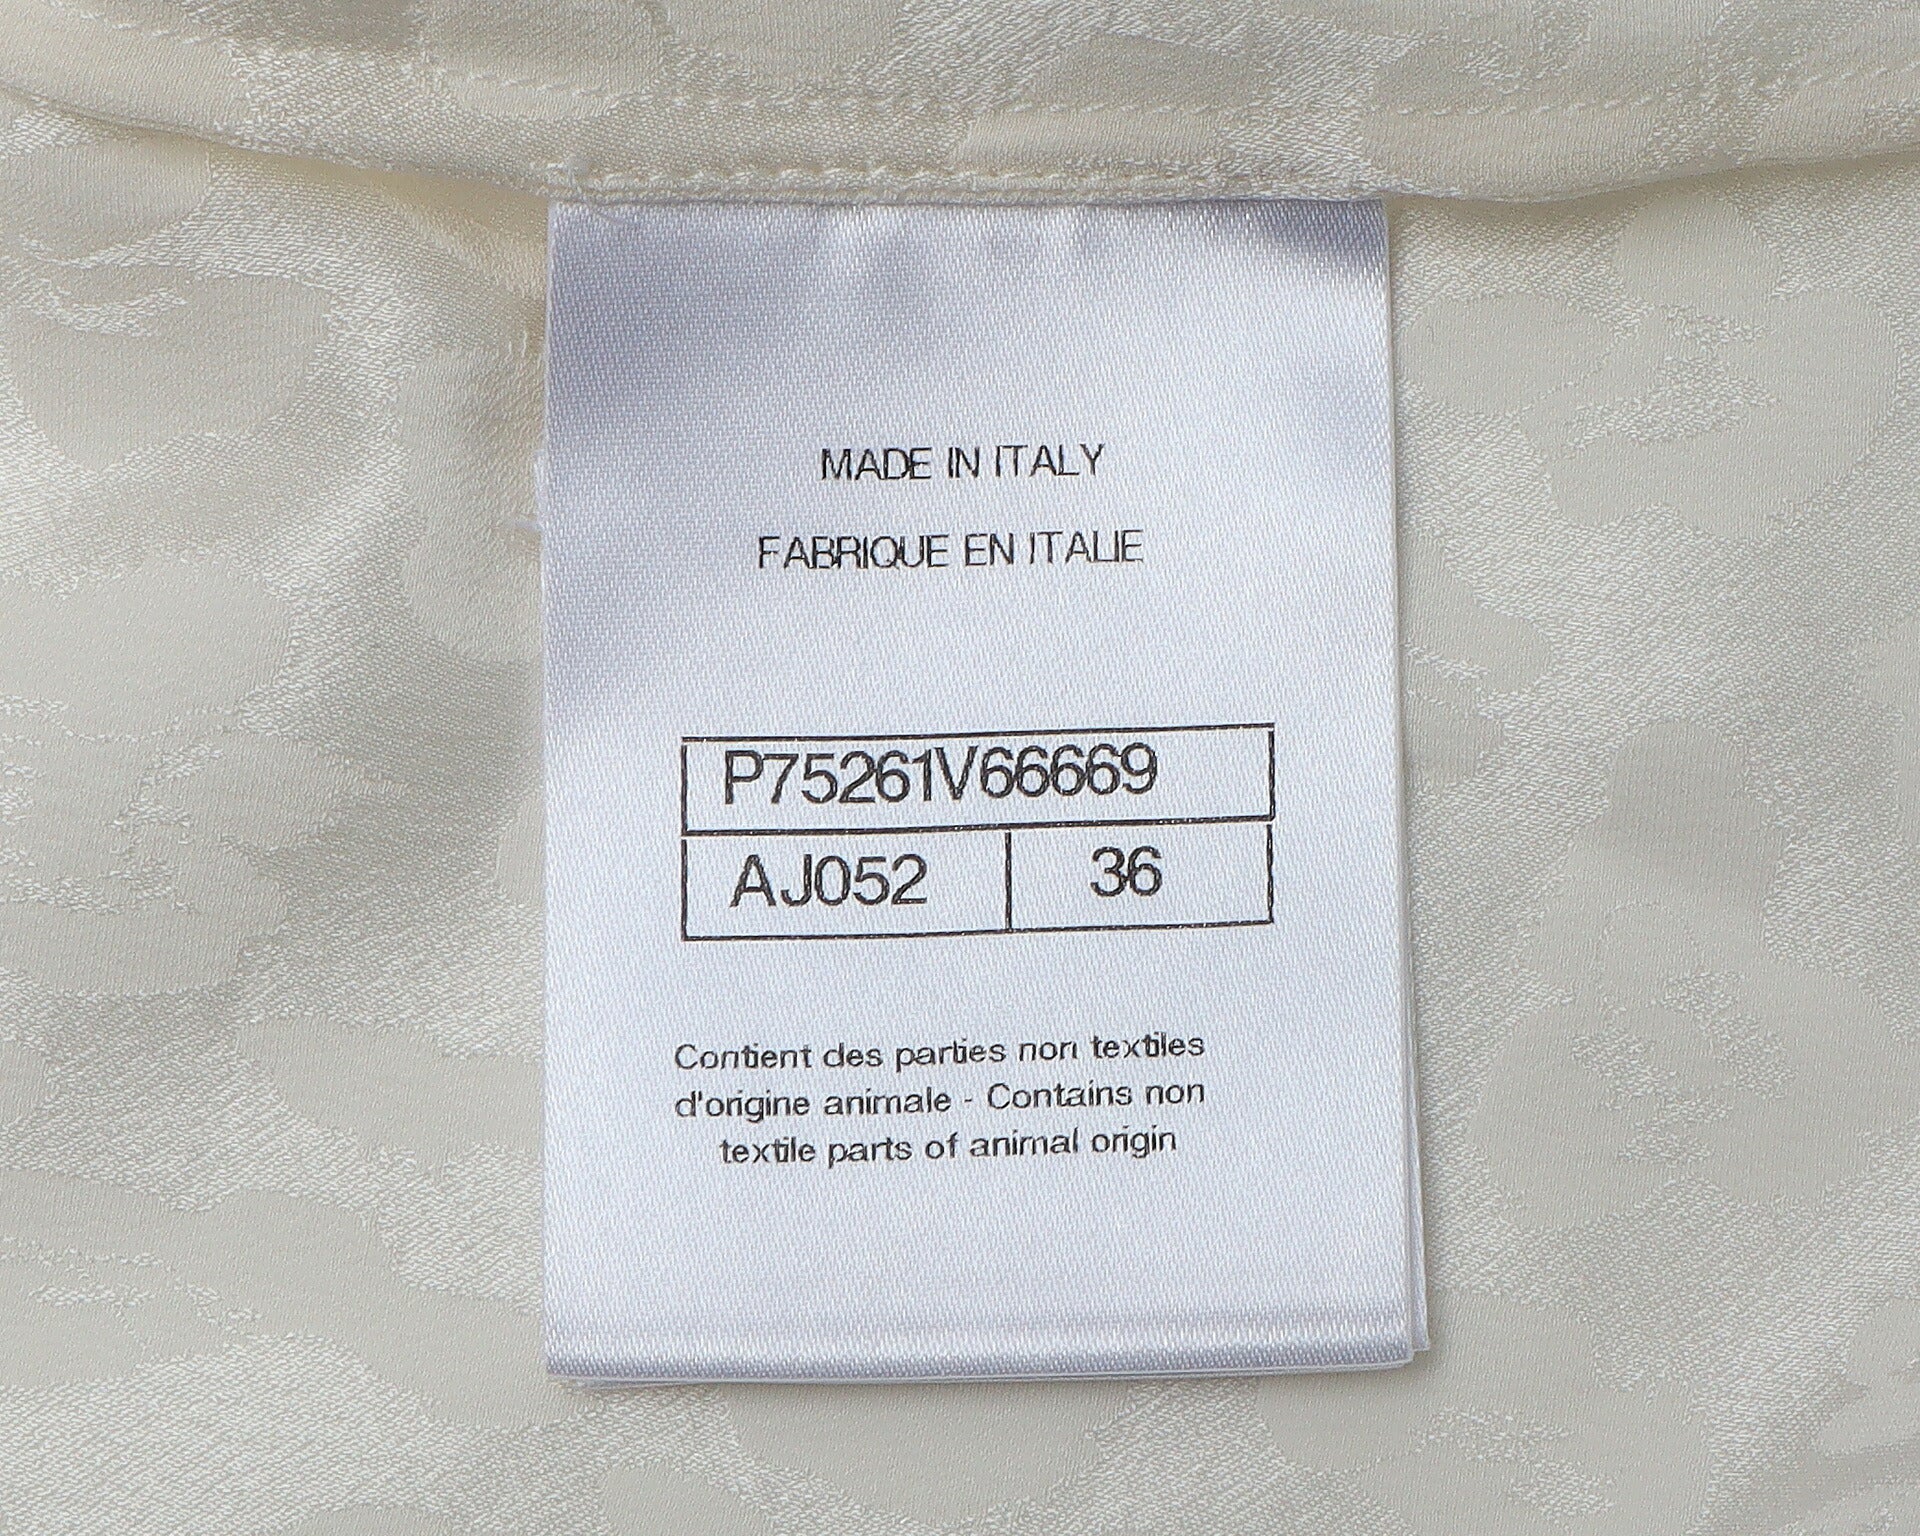 MADE IN ITALY
FABRIQUE EN ITALIE
P75261V66669
AJ052 36
Contient des parties non textiles
d'origine animale - Contains non
textile parts of animal origin